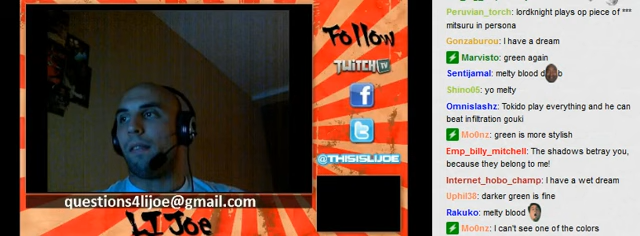 Follow
TWITCH TV
@THISISLIJOE
questions4lijoe@gmail.com
LI Joe
Peruvian_torch: lordknight plays op piece of ***
mitsuru in persona
Gonzaburou: I have a dream
Marvisto: green again
Sentijamal: melty blood d b
Shino65: yo melty
Omnislashz: Tokido play everything and he can
beat infiltration gouki
Mo0nz: green is more stylish
Emp_billy_mitchell: The shadows betray you,
because they belong to me!
Internet_hobo_champ: I have a wet dream
Uphil38: darker green is fine
Rakuko: melty blood
Mo0nz: I can't see one of the colors